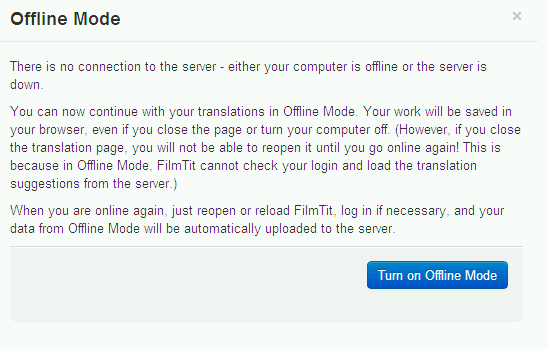 Offline Mode
×
There is no connection to the server - either your computer is offline or the server is
down.
You can now continue with your translations in Offline Mode. Your work will be saved in
your browser, even if you close the page or turn your computer off. (However, if you close
the translation page, you will not be able to reopen it until you go online again! This is
because in Offline Mode, FilmTit cannot check your login and load the translation
suggestions from the server.)
When you are online again, just reopen or reload FilmTit, log in if necessary, and your
data from Offline Mode will be automatically uploaded to the server.
Turn on Offline Mode